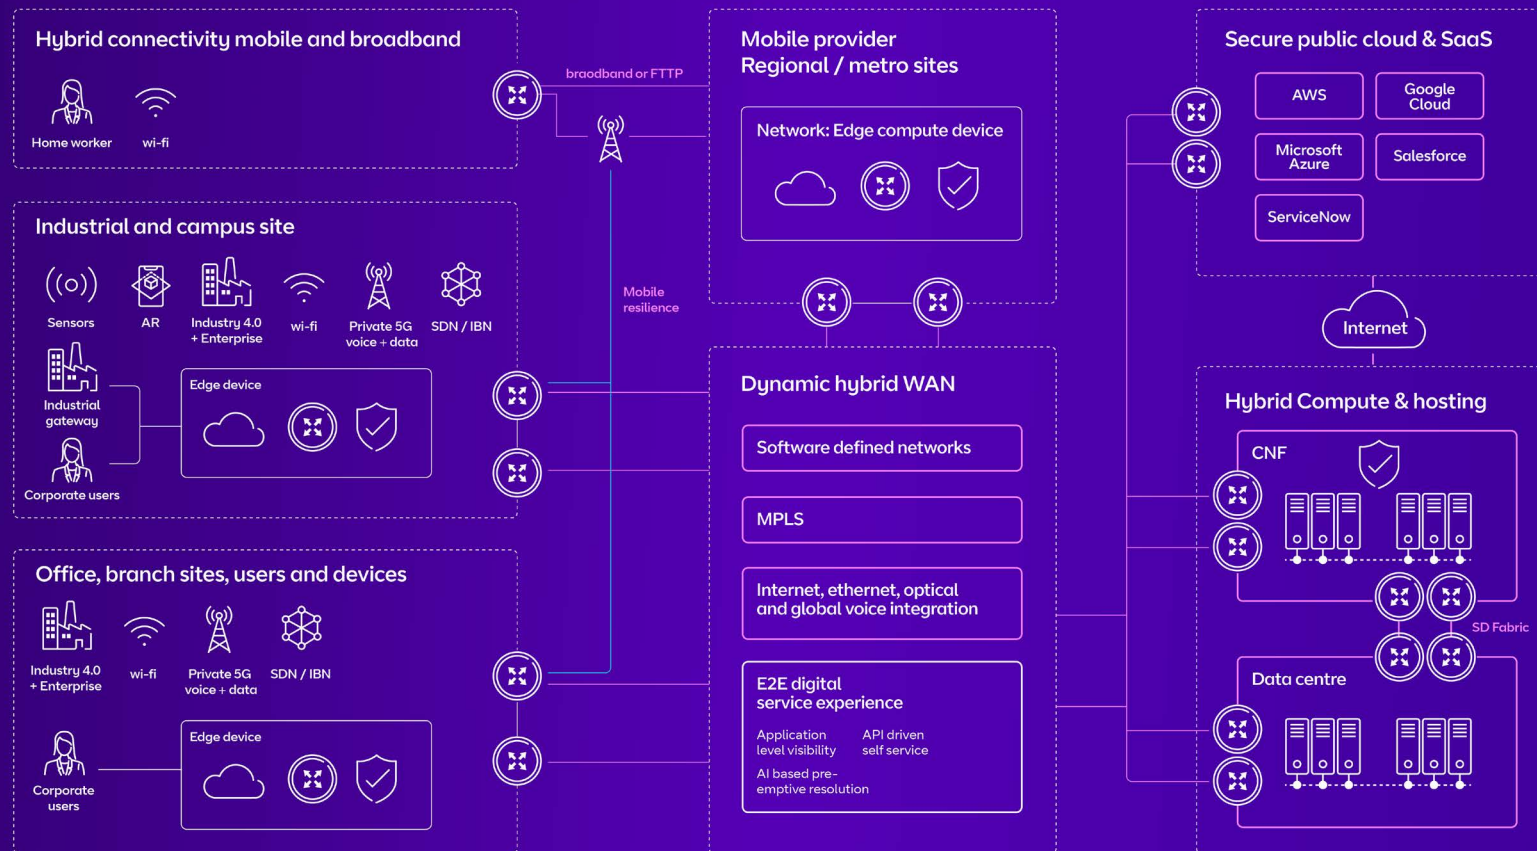 Hybrid connectivity mobile and broadband
Home worker
wi-fi
braodband or FTTP
Mobile
resilience
Industrial and campus site
Sensors
AR
Industry 4.0
+ Enterprise
wi-fi
Private 5G
voice + data
SDN / IBN
Industrial
gateway
Corporate users
Edge device
Office, branch sites, users and devices
Industry 4.0
+ Enterprise
wi-fi
Private 5G
voice + data
SDN / IBN
Corporate
users
Edge device
Mobile provider
Regional / metro sites
Network: Edge compute device
Dynamic hybrid WAN
Software defined networks
MPLS
Internet, ethernet, optical
and global voice integration
E2E digital
service experience
Application
level visibility
API driven
self service
AI based pre-
emptive resolution
Secure public cloud & SaaS
AWS
Google
Cloud
Microsoft
Azure
Salesforce
ServiceNow
Internet
Hybrid Compute & hosting
CNF
SD Fabric
Data centre